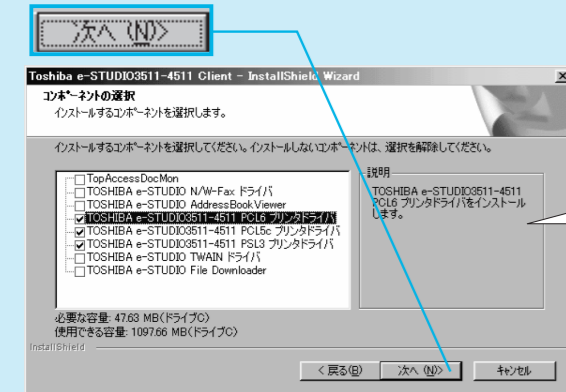 次へ (N)>
Toshiba e-STUDIO3511-4511 Client - InstallShield Wizard
コンポーネントの選択
インストールするコンポーネントを選択します。
インストールするコンポーネントを選択してください。インストールしないコンポーネントは、選択を解除してください。
TopAccessDocMon
TOSHIBA e-STUDIO N/W-Fax ドライバ
TOSHIBA e-STUDIO AddressBook Viewer
TOSHIBA e-STUDIO3511-4511 PCL6 プリンタドライバ
TOSHIBA e-STUDIO3511-4511 PCL5c プリンタドライバ
TOSHIBA e-STUDIO3511-4511 PSL3 プリンタドライバ
TOSHIBA e-STUDIO TWAIN ドライバ
TOSHIBA e-STUDIO File Downloader
説明
TOSHIBA e-STUDIO3511-4511
PCL6 プリンタドライバをインストール
します。
必要な容量: 47.63 MB(ドライブC)
使用できる容量: 1097.66 MB(ドライブC)
InstallShield
< 戻る(B)
次へ (N)>
キャンセル